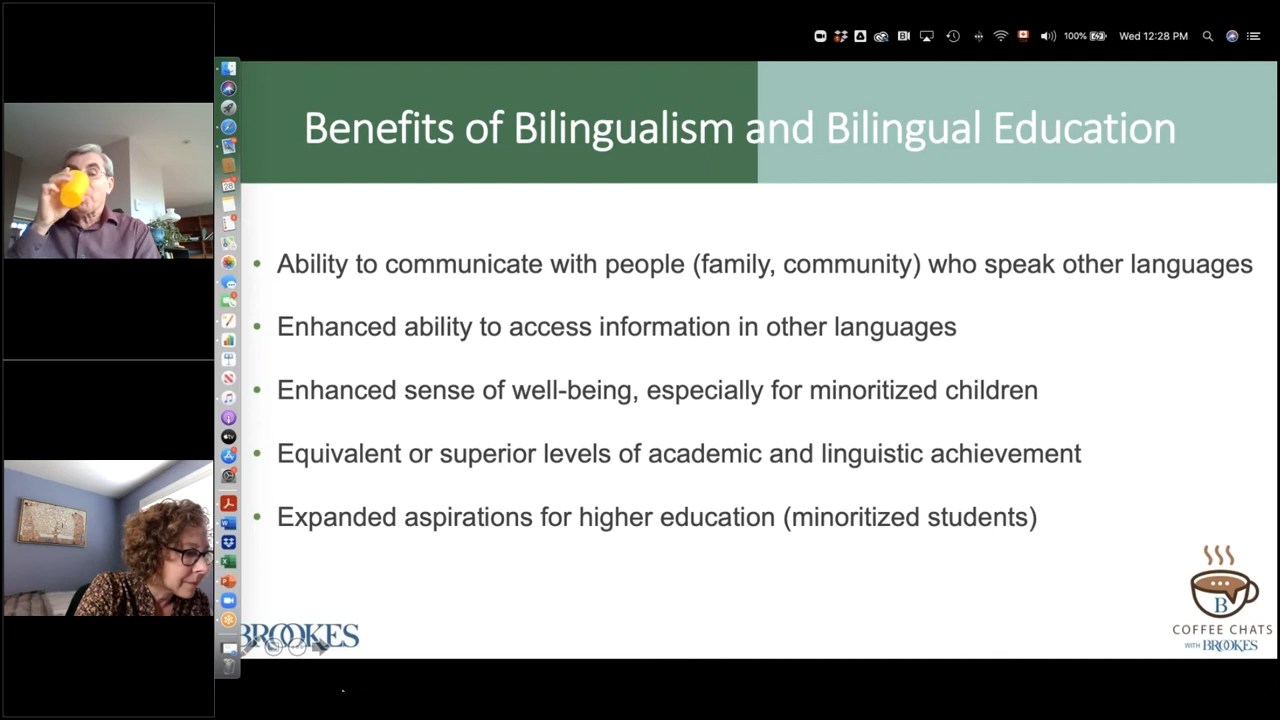 100%
Wed 12:28 PM
Benefits of Bilingualism and Bilingual Education
28
• Ability to communicate with people (family, community) who speak other languages
• Enhanced ability to access information in other languages
• Enhanced sense of well-being, especially for minoritized children
• Equivalent or superior levels of academic and linguistic achievement
tv
• Expanded aspirations for higher education (minoritized students)
B
COFFEE CHATS
WITH BROOKES
BROOKES